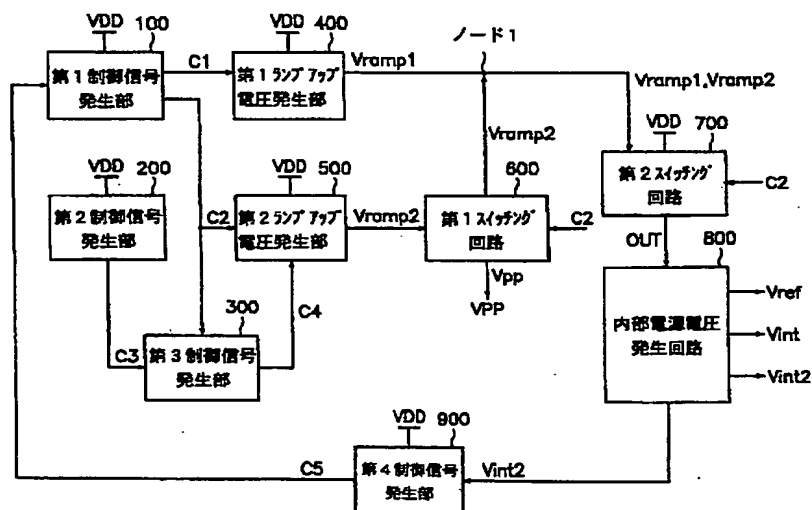 VDD 100
第1制御信号
発生部
C1
VDD 400
第1ランプアップ
電圧発生部
Vramp1
ノード1
Vramp1,Vramp2
Vramp2
VDD 700
第2スイッチング
回路
C2
VDD 200
第2制御信号
発生部
C2
VDD 500
第2ランプアップ
電圧発生部
Vramp2
600
第1スイッチング
回路
C2
Vpp
VPP
OUT 800
内部電源電圧
発生回路
Vref
Vint
Vint2
C3
300
第3制御信号
発生部
C4
VDD 900
第4制御信号
発生部
C5
Vint2